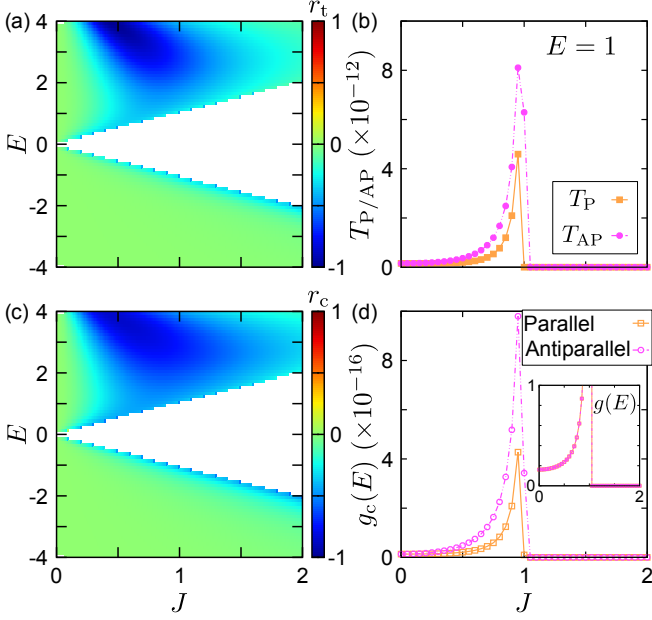 (a)
r_t
4
2
0
-2
-4
E
1
0
-1
(b)
E = 1
8
4
0
T_P/AP (×10^−12)
T_P
T_AP
(c)
r_c
4
2
0
-2
-4
0
1
2
E
J
1
0
-1
(d)
Parallel
Antiparallel
8
4
0
0
1
2
g_c(E) (×10^−16)
J
g(E)
1
0
0
2